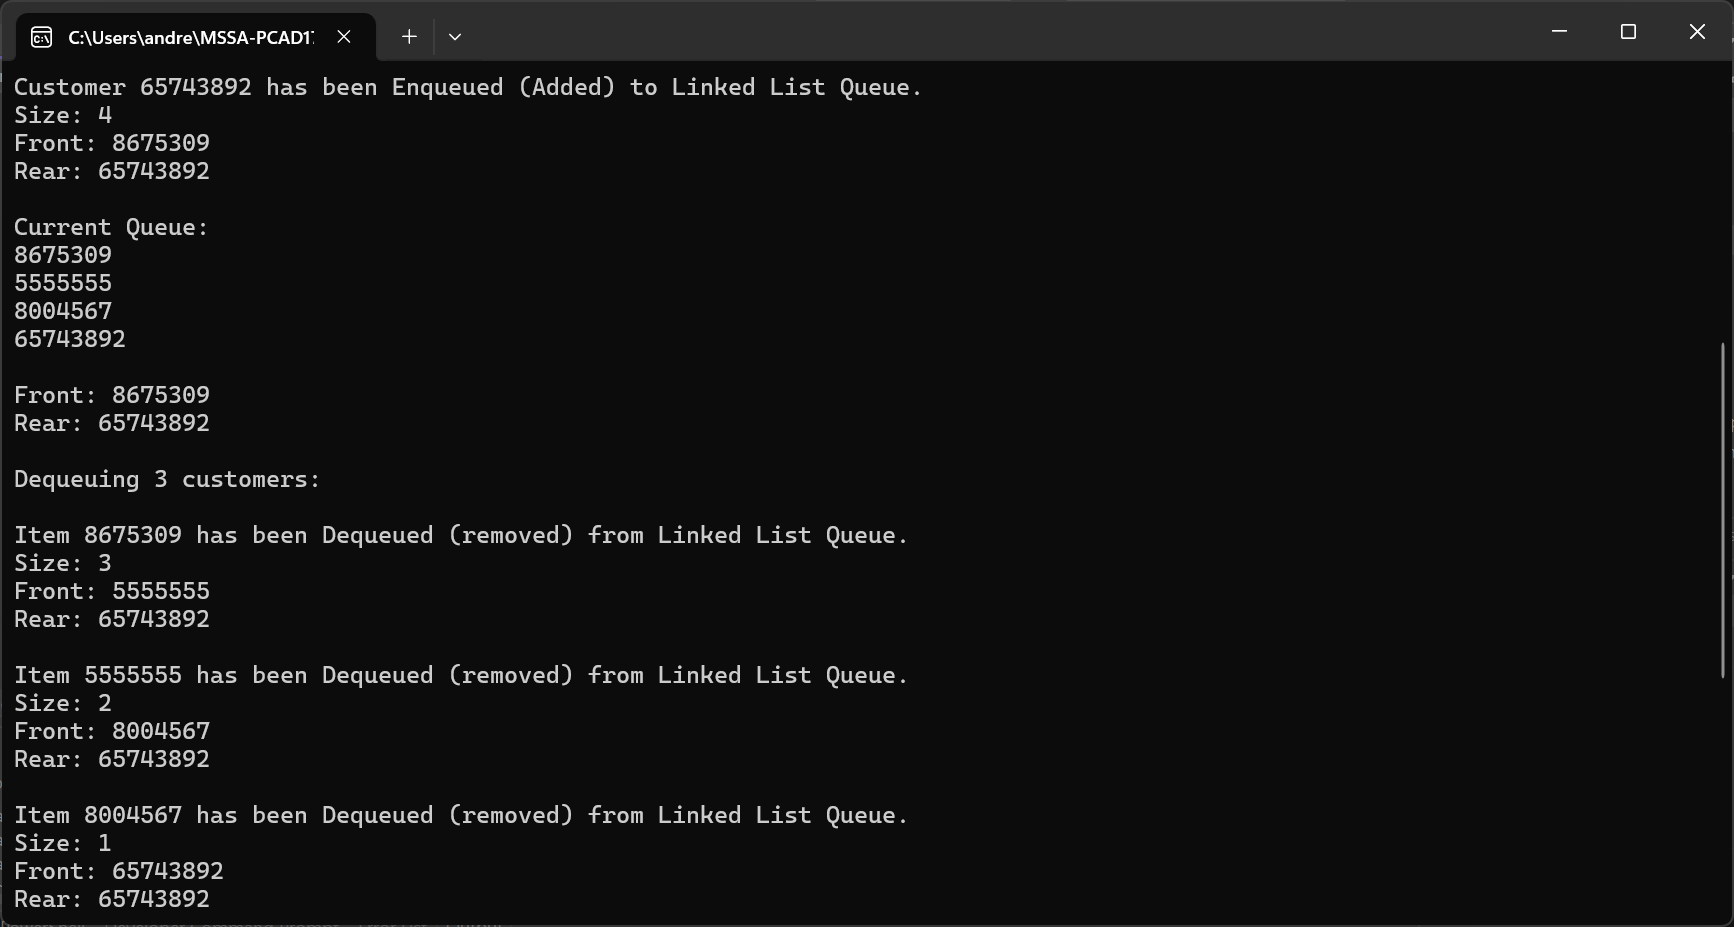 C:\Users\andre\MSSA-PCAD17
Customer 65743892 has been Enqueued (Added) to Linked List Queue.
Size: 4
Front: 8675309
Rear: 65743892
Current Queue:
8675309
5555555
8004567
65743892
Front: 8675309
Rear: 65743892
Dequeuing 3 customers:
Item 8675309 has been Dequeued (removed) from Linked List Queue.
Size: 3
Front: 5555555
Rear: 65743892
Item 5555555 has been Dequeued (removed) from Linked List Queue.
Size: 2
Front: 8004567
Rear: 65743892
Item 8004567 has been Dequeued (removed) from Linked List Queue.
Size: 1
Front: 65743892
Rear: 65743892